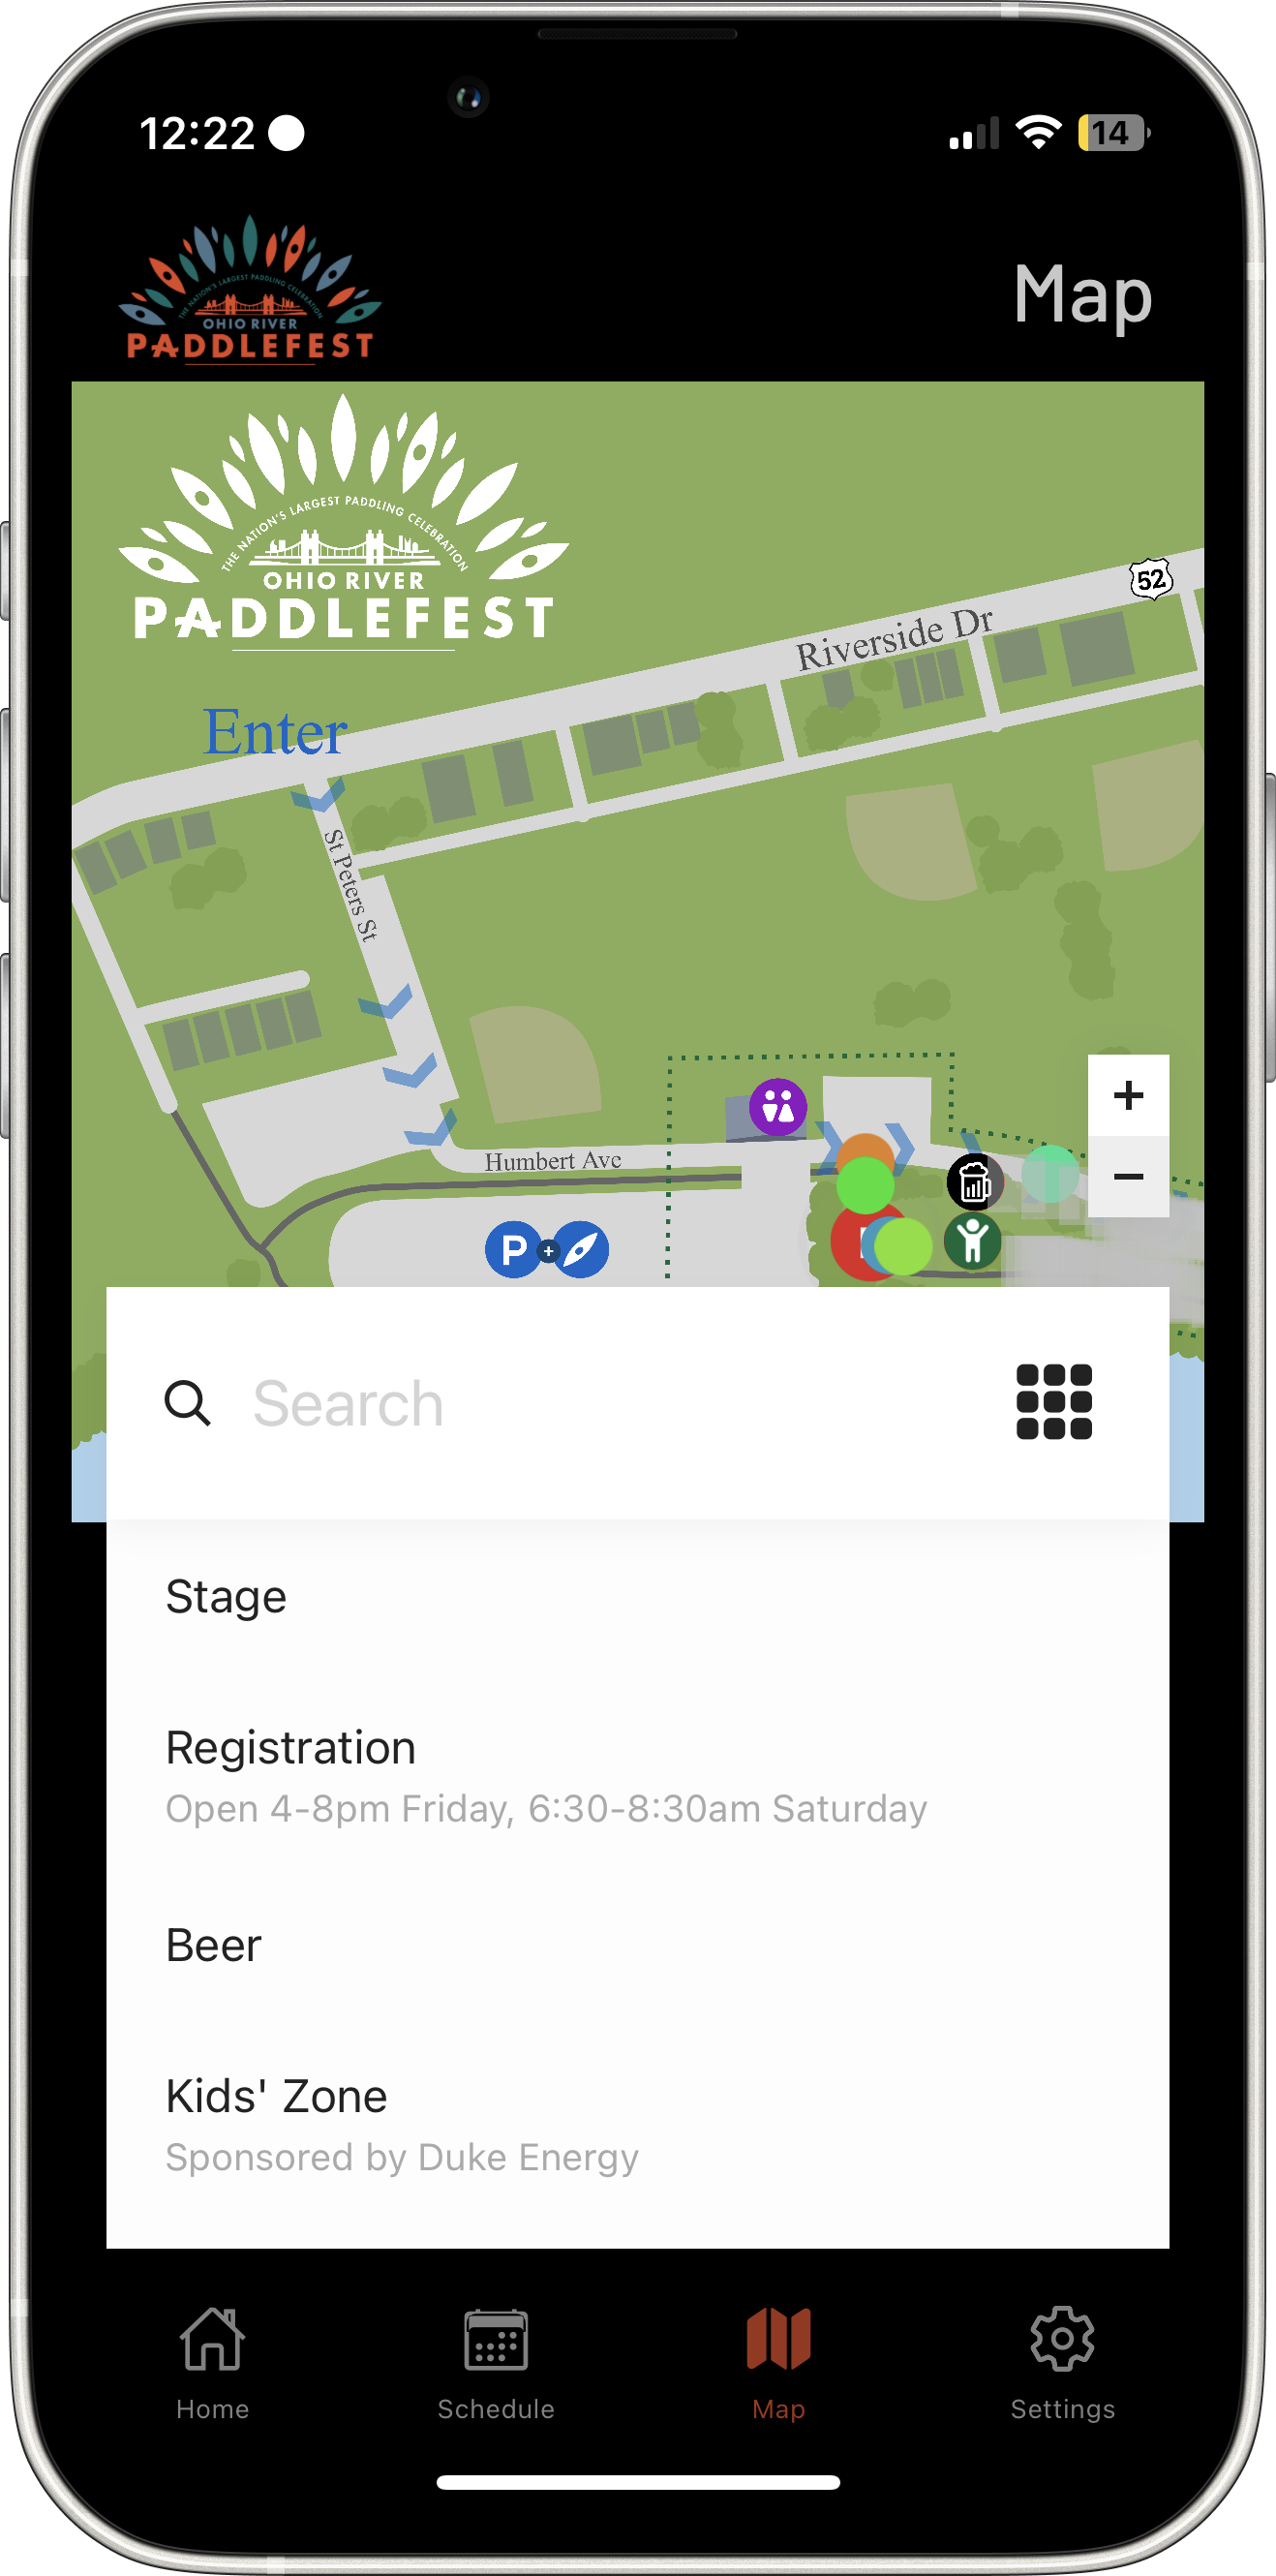 12:22
14
THE NATION'S LARGEST PADDLING CELEBRATION
OHIO RIVER
PADDLEFEST
Map
THE NATION'S LARGEST PADDLING CELEBRATION
OHIO RIVER
PADDLEFEST
52
Riverside Dr
Enter
St Peters St
Humbert Ave
P
+
+
−
Search
Stage
Registration
Open 4-8pm Friday, 6:30-8:30am Saturday
Beer
Kids' Zone
Sponsored by Duke Energy
Home
Schedule
Map
Settings